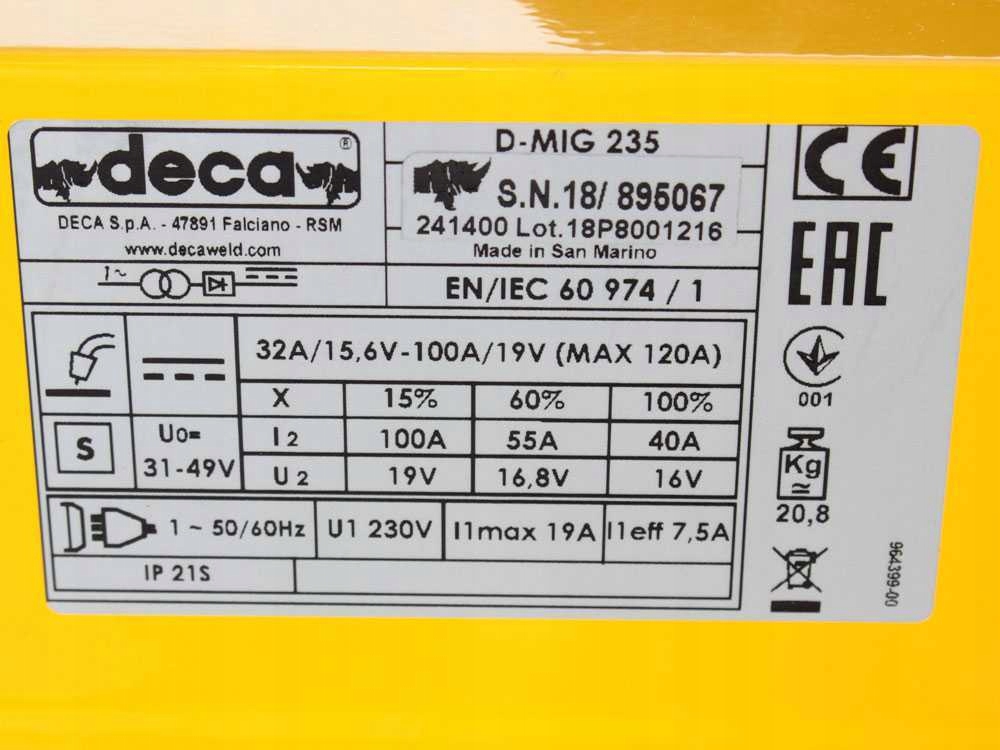 deca®
DECA S.p.A. - 47891 Falciano - RSM
www.decaweld.com
D-MIG 235
S.N.18/ 895067
241400 Lot.18P8001216
Made in San Marino
1~
EN/IEC 60 974 / 1
CE
EAC
001
Kg
20,8
964399-00
32A/15,6V-100A/19V (MAX 120A)
X 15% 60% 100%
S U0= I2 100A 55A 40A
31-49V U2 19V 16,8V 16V
1 ~ 50/60Hz U1 230V I1max 19A I1eff 7,5A
IP 21S